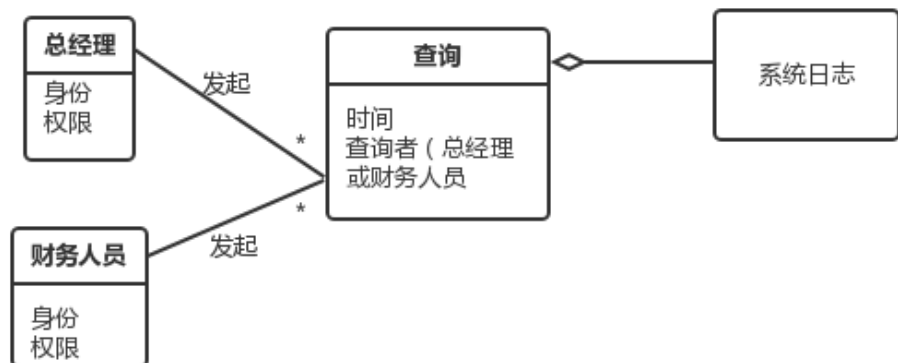 总经理
身份
权限
发起
*
查询
时间
查询者（总经理
或财务人员
系统日志
财务人员
身份
权限
发起
*